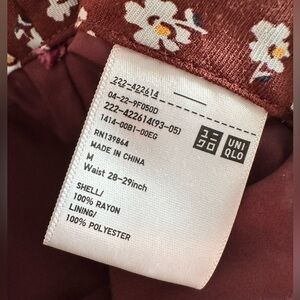 222-422614
04-22-9F050D
222-422614(93-05)
1414-00B1-00EG
ユニ
クロ
UNI
QLO
RN139864
MADE IN CHINA
M
Waist 28-29inch
SHELL/
100% RAYON
LINING/
100% POLYESTER